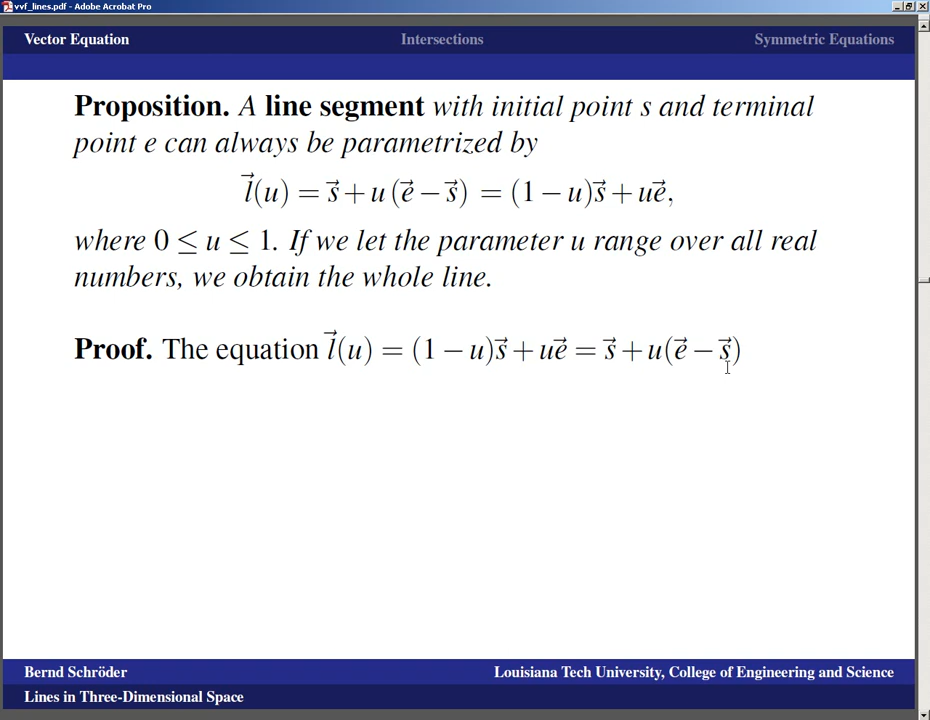 vvf_lines.pdf - Adobe Acrobat Pro
Vector Equation Intersections Symmetric Equations
Proposition. A line segment with initial point s and terminal
point e can always be parametrized by
l⃗(u) = s⃗ + u (e⃗ − s⃗) = (1 − u)s⃗ + ue⃗,
where 0 ≤ u ≤ 1. If we let the parameter u range over all real
numbers, we obtain the whole line.
Proof. The equation l⃗(u) = (1 − u)s⃗ + ue⃗ = s⃗ + u(e⃗ − s⃗)
Bernd Schröder Louisiana Tech University, College of Engineering and Science
Lines in Three-Dimensional Space